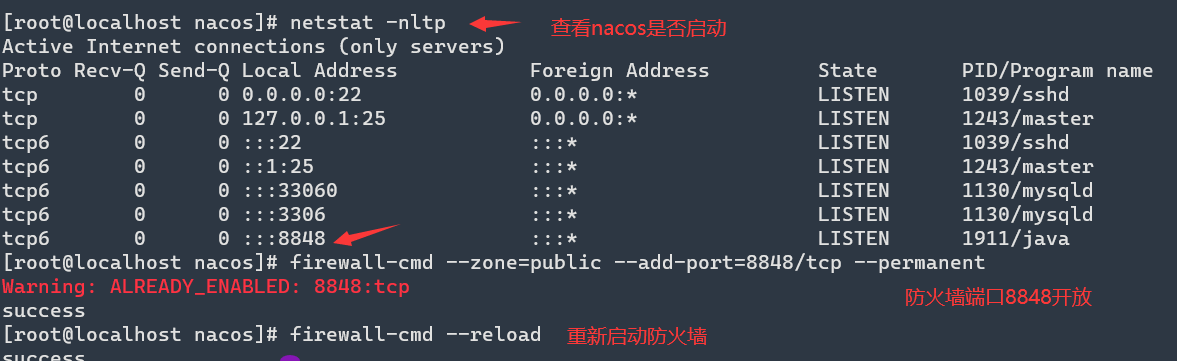 [root@localhost nacos]# netstat -nltp 查看nacos是否启动
Active Internet connections (only servers)
Proto Recv-Q Send-Q Local Address Foreign Address State PID/Program name
tcp 0 0 0.0.0.0:22 0.0.0.0:* LISTEN 1039/sshd
tcp 0 0 127.0.0.1:25 0.0.0.0:* LISTEN 1243/master
tcp6 0 0 :::22 :::* LISTEN 1039/sshd
tcp6 0 0 ::1:25 :::* LISTEN 1243/master
tcp6 0 0 :::33060 :::* LISTEN 1130/mysqld
tcp6 0 0 :::3306 :::* LISTEN 1130/mysqld
tcp6 0 0 :::8848 :::* LISTEN 1911/java
[root@localhost nacos]# firewall-cmd --zone=public --add-port=8848/tcp --permanent
Warning: ALREADY_ENABLED: 8848:tcp
防火墙端口8848开放
success
[root@localhost nacos]# firewall-cmd --reload 重新启动防火墙
success